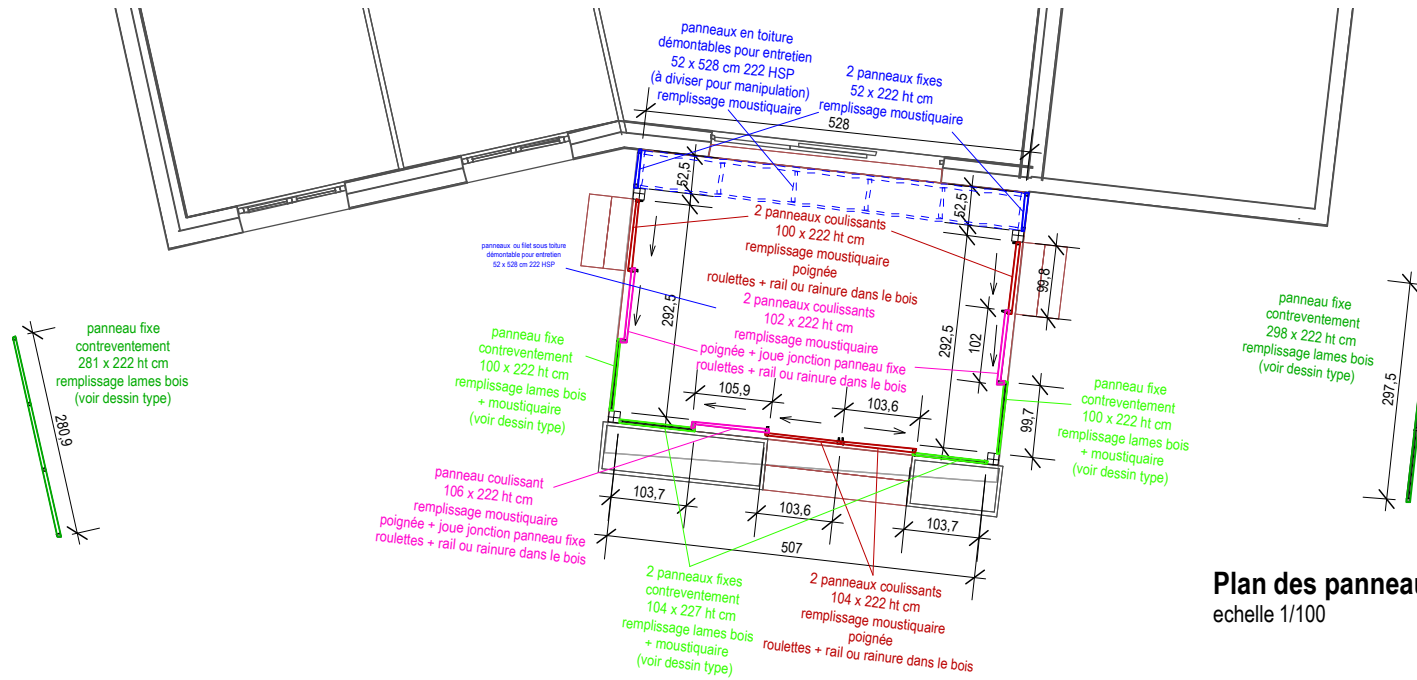 panneaux en toiture
démontables pour entretien
52 x 528 cm 222 HSP
(à diviser pour manipulation)
remplissage moustiquaire
2 panneaux fixes
52 x 222 ht cm
remplissage moustiquaire
528
52,5
52,5
2 panneaux coulissants
100 x 222 ht cm
remplissage moustiquaire
poignée
roulettes + rail ou rainure dans le bois
panneaux ou filet sous toiture
démontable pour entretien
52 x 528 cm 222 HSP
292,5
292,5
99,8
102
2 panneaux coulissants
102 x 222 ht cm
remplissage moustiquaire
poignée + joue jonction panneau fixe
roulettes + rail ou rainure dans le bois
panneau fixe
contreventement
281 x 222 ht cm
remplissage lames bois
(voir dessin type)
280,9
panneau fixe
contreventement
100 x 222 ht cm
remplissage lames bois
+ moustiquaire
(voir dessin type)
panneau fixe
contreventement
298 x 222 ht cm
remplissage lames bois
(voir dessin type)
297,5
105,9
103,6
99,7
panneau fixe
contreventement
100 x 222 ht cm
remplissage lames bois
+ moustiquaire
(voir dessin type)
panneau coulissant
106 x 222 ht cm
remplissage moustiquaire
poignée + joue jonction panneau fixe
roulettes + rail ou rainure dans le bois
103,7
103,6
103,7
507
2 panneaux fixes
contreventement
104 x 227 ht cm
remplissage lames bois
+ moustiquaire
(voir dessin type)
2 panneaux coulissants
104 x 222 ht cm
remplissage moustiquaire
poignée
roulettes + rail ou rainure dans le bois
Plan des panneau
echelle 1/100